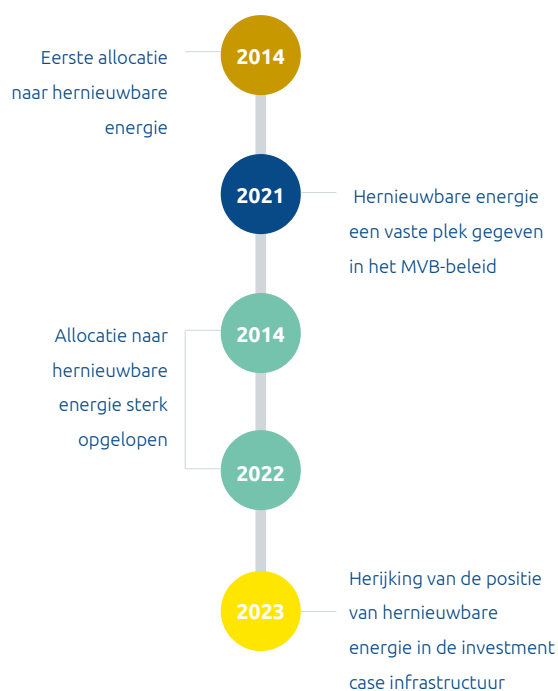 2014
Eerste allocatie
naar hernieuwbare
energie
2021
Hernieuwbare energie
een vaste plek gegeven
in het MVB-beleid
2014
Allocatie naar
hernieuwbare
energie sterk
opgelopen
2022
2023
Herijking van de positie
van hernieuwbare
energie in de investment
case infrastructuur